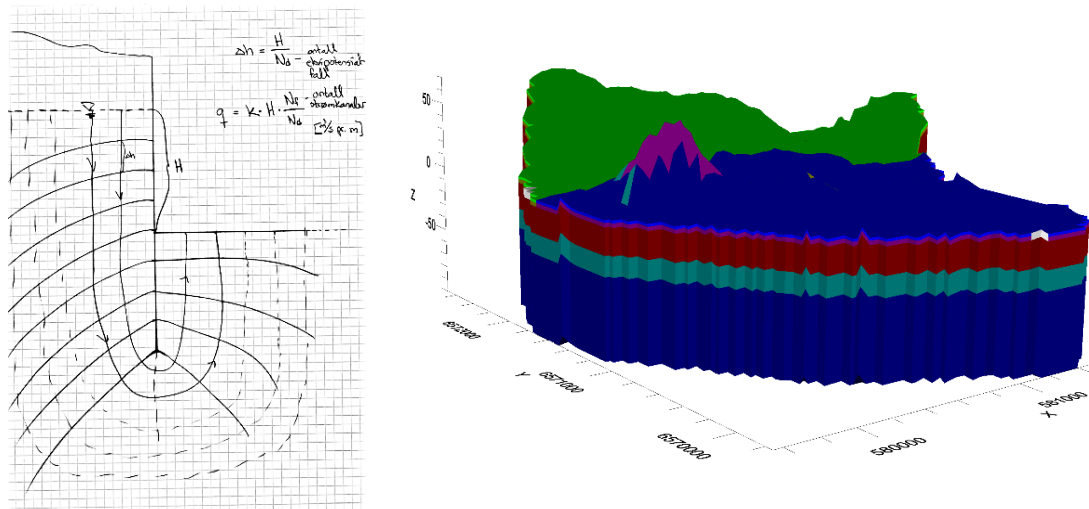 Δh = H / Nd - antall
ekvipotensial
fall
q = K · H · Nf / Nd - antall
strømkanaler
[m³/s pr. m]
Δh
H
50
0
-50
Z
6572000
6571000
6570000
Y
580000
581000
X